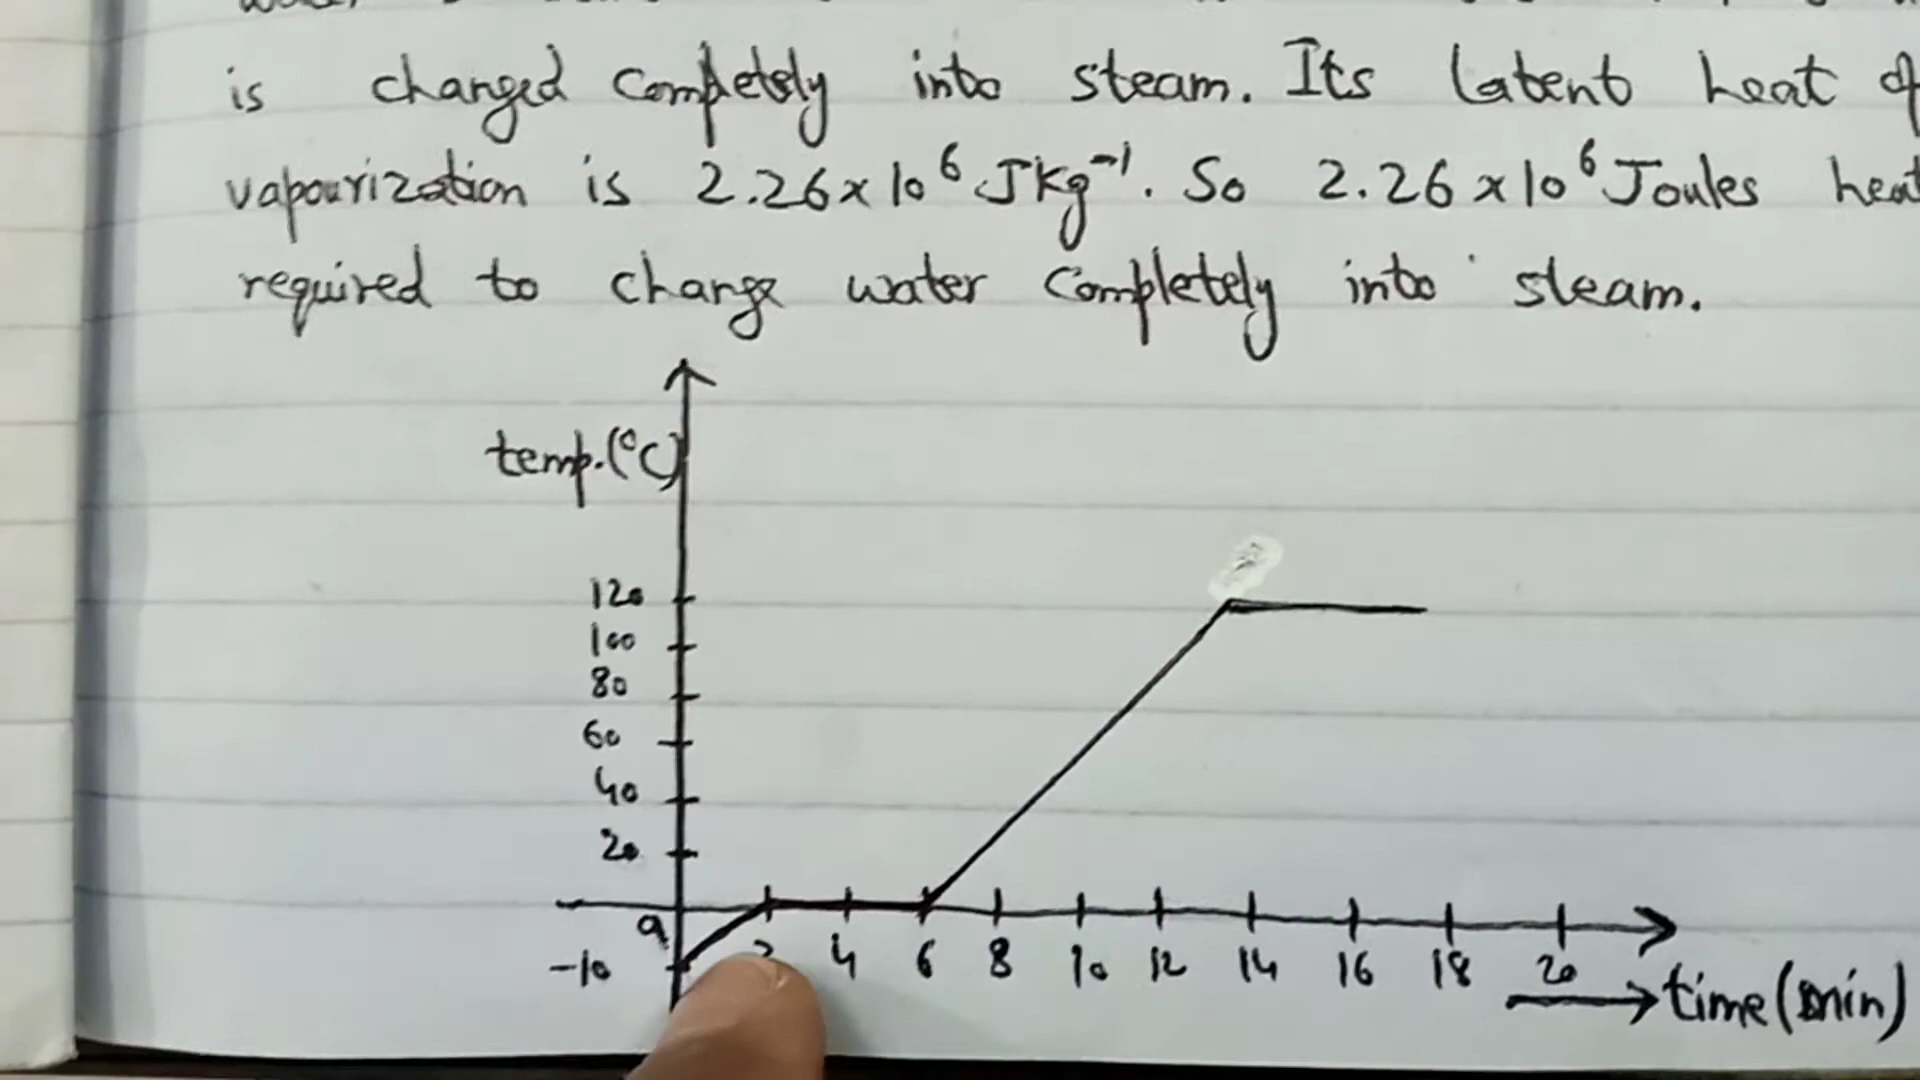 is changed completely into steam. Its latent heat of
vapourization is 2.26 x 10⁶ Jkg⁻¹. So 2.26 x 10⁶ Joules heat
required to change water completely into steam.
temp.(°C)
120
100
80
60
40
20
-10
4 6 8 10 12 14 16 18 20
time (min)